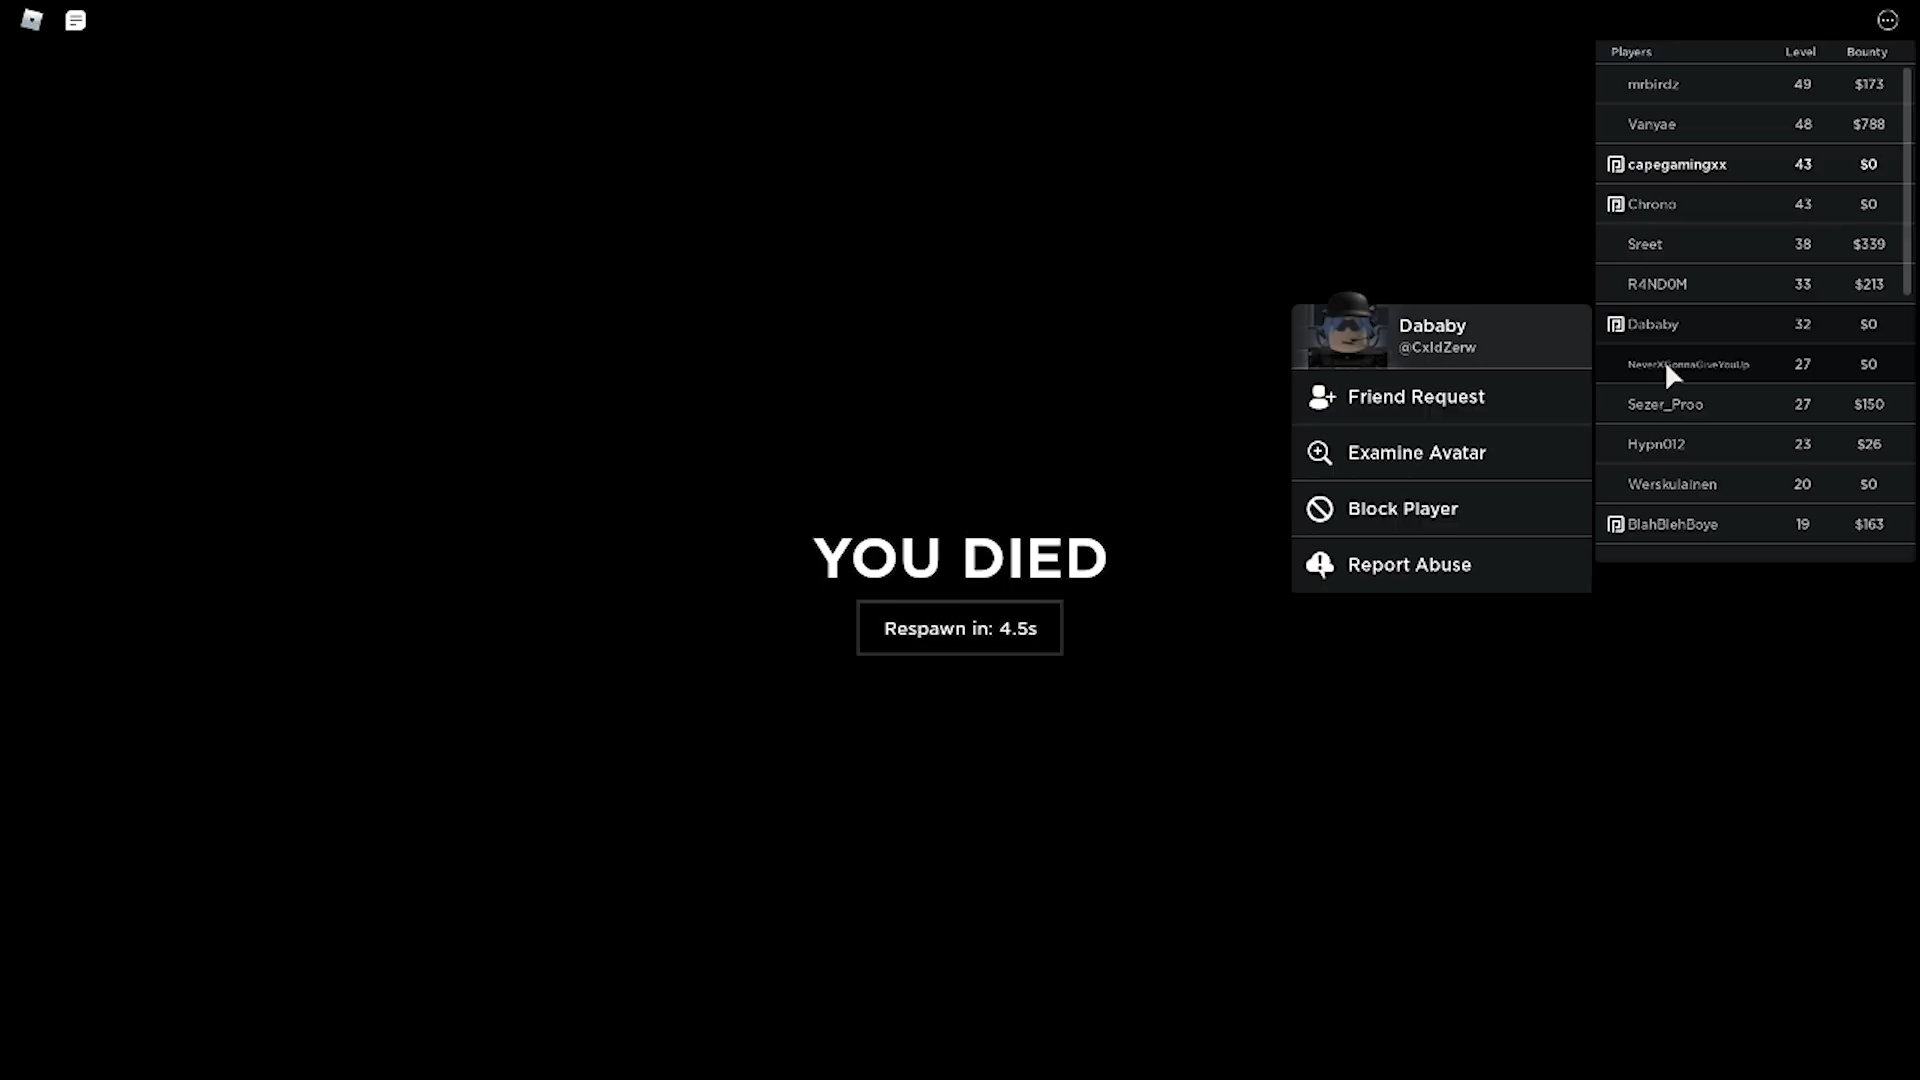 Players Level Bounty
mrbirdz 49 $173
Vanyae 48 $788
capegamingxx 43 $0
Chrono 43 $0
Sreet 38 $339
R4ND0M 33 $213
Dababy 32 $0
NeverXGonnaGiveYouUp 27 $0
Sezer_Proo 27 $150
Hypn012 23 $26
Werskulainen 20 $0
BlahBlehBoye 19 $163
Dababy
@CxldZerw
Friend Request
Examine Avatar
Block Player
Report Abuse
YOU DIED
Respawn in: 4.5s